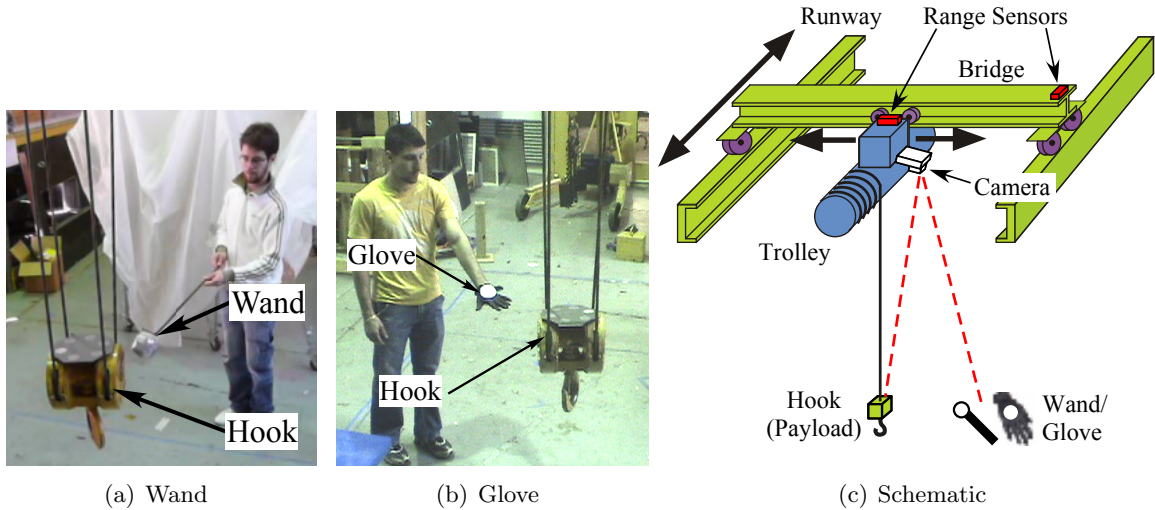 Wand
Hook
(a) Wand
Glove
Hook
(b) Glove
Runway
Range Sensors
Bridge
Camera
Trolley
Hook
(Payload)
Wand/
Glove
(c) Schematic